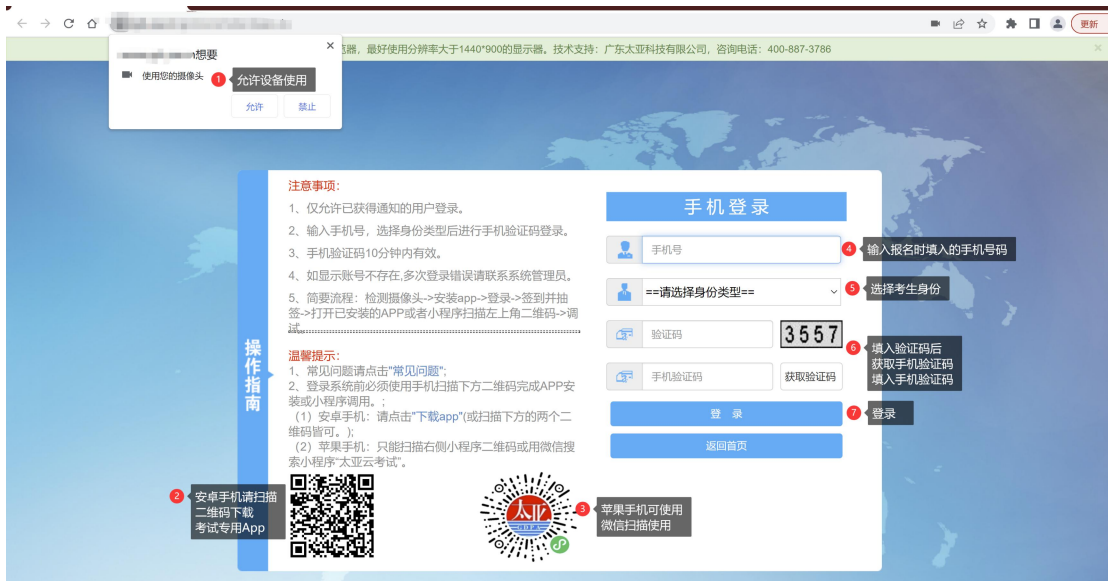 更新
览器，最好使用分辨率大于1440*900的显示器。技术支持：广东太亚科技有限公司，咨询电话：400-887-3786
想要
使用您的摄像头
1 允许设备使用
允许
禁止
注意事项:
1、仅允许已获得通知的用户登录。
2、输入手机号，选择身份类型后进行手机验证码登录。
3、手机验证码10分钟内有效。
4、如显示账号不存在,多次登录错误请联系系统管理员。
5、简要流程：检测摄像头->安装app->登录->签到并抽
签->打开已安装的APP或者小程序扫描左上角二维码->调
试。
操作指南
温馨提示:
1、常见问题请点击"常见问题";
2、登录系统前必须使用手机扫描下方二维码完成APP安
装或小程序调用。;
（1）安卓手机：请点击"下载app"(或扫描下方的两个二
维码皆可。);
（2）苹果手机：只能扫描右侧小程序二维码或用微信搜
索小程序"太亚云考试"。
2 安卓手机请扫描
二维码下载
考试专用App
太亚
GDPX
3 苹果手机可使用
微信扫描使用
手机登录
手机号
4 输入报名时填入的手机号码
==请选择身份类型==
5 选择考生身份
验证码
3557
6 填入验证码后
获取手机验证码
填入手机验证码
手机验证码
获取验证码
登 录
7 登录
返回首页